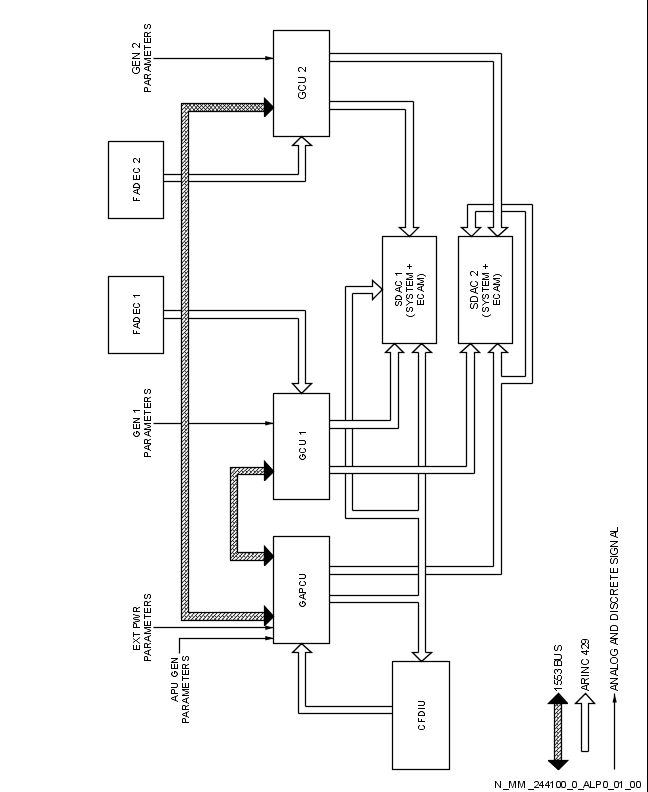 GEN 2
PARAMETERS
GCU 2
FADEC 2
FADEC 1
SDAC 1
(SYSTEM +
ECAM)
SDAC 2
(SYSTEM +
ECAM)
GEN 1
PARAMETERS
GCU 1
GAPCU
EXT PWR
PARAMETERS
APU GEN
PARAMETERS
CFDIU
1553 BUS
ARINC 429
ANALOG AND DISCRETE SIGNAL
N_MM_244100_0_ALP0_01_00